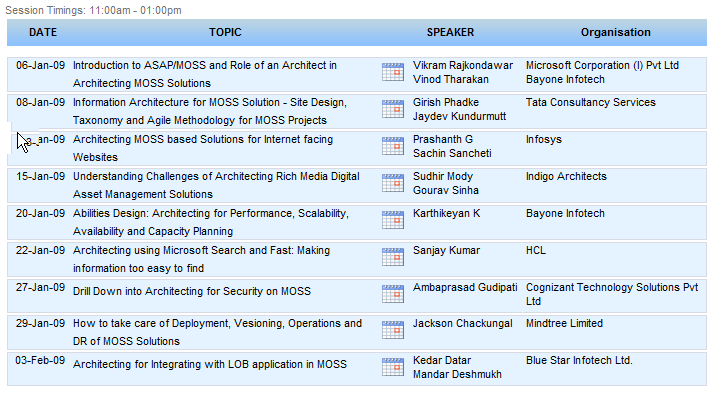 Session Timings: 11:00am - 01:00pm
DATE TOPIC SPEAKER Organisation
06-Jan-09 Introduction to ASAP/MOSS and Role of an Architect in Vikram Rajkondawar Microsoft Corporation (I) Pvt Ltd
Architecting MOSS Solutions Vinod Tharakan Bayone Infotech
08-Jan-09 Information Architecture for MOSS Solution - Site Design, Girish Phadke Tata Consultancy Services
Taxonomy and Agile Methodology for MOSS Projects Jaydev Kundurmutt
Jan-09 Architecting MOSS based Solutions for Internet facing Prashanth G Infosys
Websites Sachin Sancheti
15-Jan-09 Understanding Challenges of Architecting Rich Media Digital Sudhir Mody Indigo Architects
Asset Management Solutions Gourav Sinha
20-Jan-09 Abilities Design: Architecting for Performance, Scalability, Karthikeyan K Bayone Infotech
Availability and Capacity Planning
22-Jan-09 Architecting using Microsoft Search and Fast: Making Sanjay Kumar HCL
information too easy to find
27-Jan-09 Drill Down into Architecting for Security on MOSS Ambaprasad Gudipati Cognizant Technology Solutions Pvt
Ltd
29-Jan-09 How to take care of Deployment, Vesioning, Operations and Jackson Chackungal Mindtree Limited
DR of MOSS Solutions
03-Feb-09 Architecting for Integrating with LOB application in MOSS Kedar Datar Blue Star Infotech Ltd.
Mandar Deshmukh